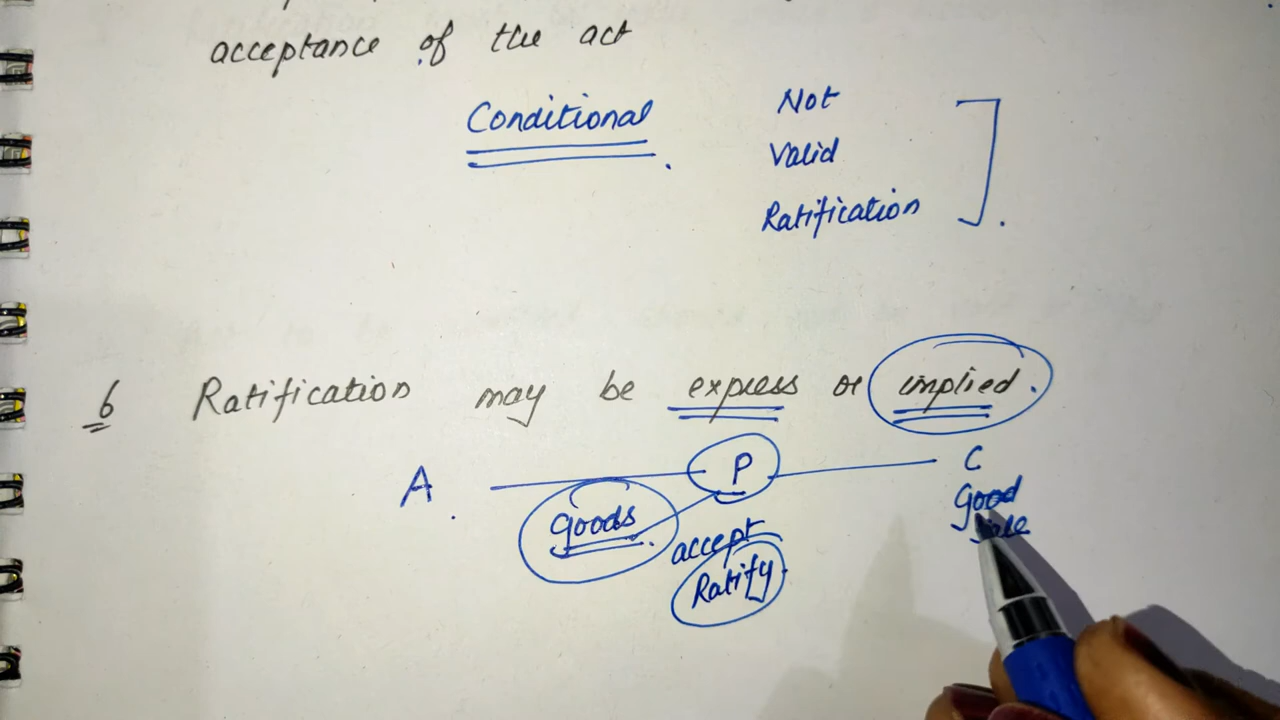 acceptance of the act
Conditional
Not
Valid
Ratification
6 Ratification may be express or implied.
A P C
goods. Good
accept Sale
Ratify